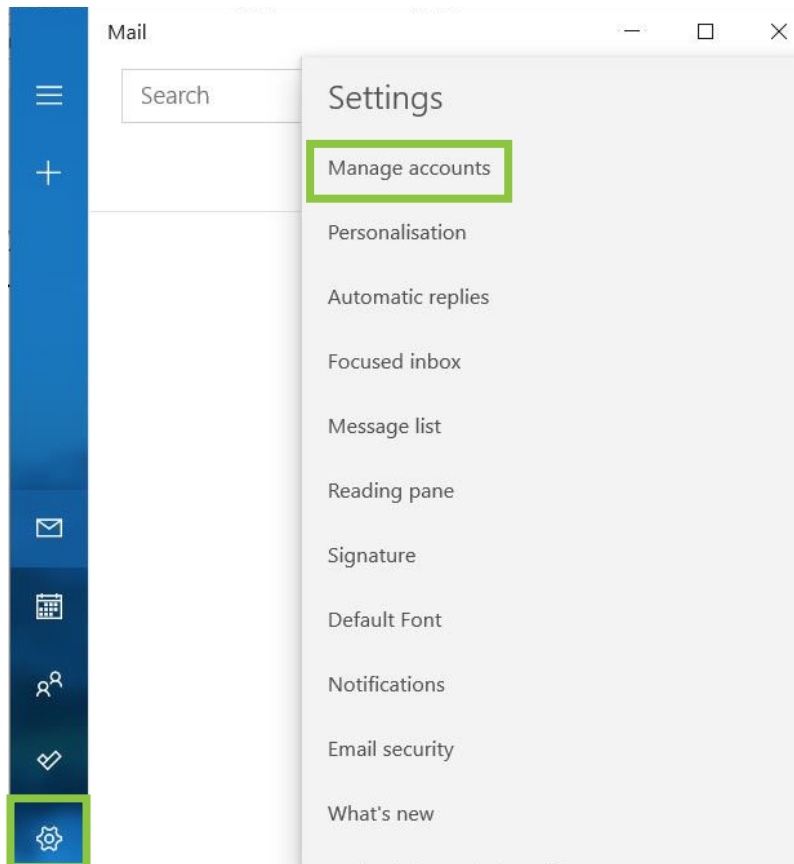 Mail
Search
Settings
Manage accounts
Personalisation
Automatic replies
Focused inbox
Message list
Reading pane
Signature
Default Font
Notifications
Email security
What's new